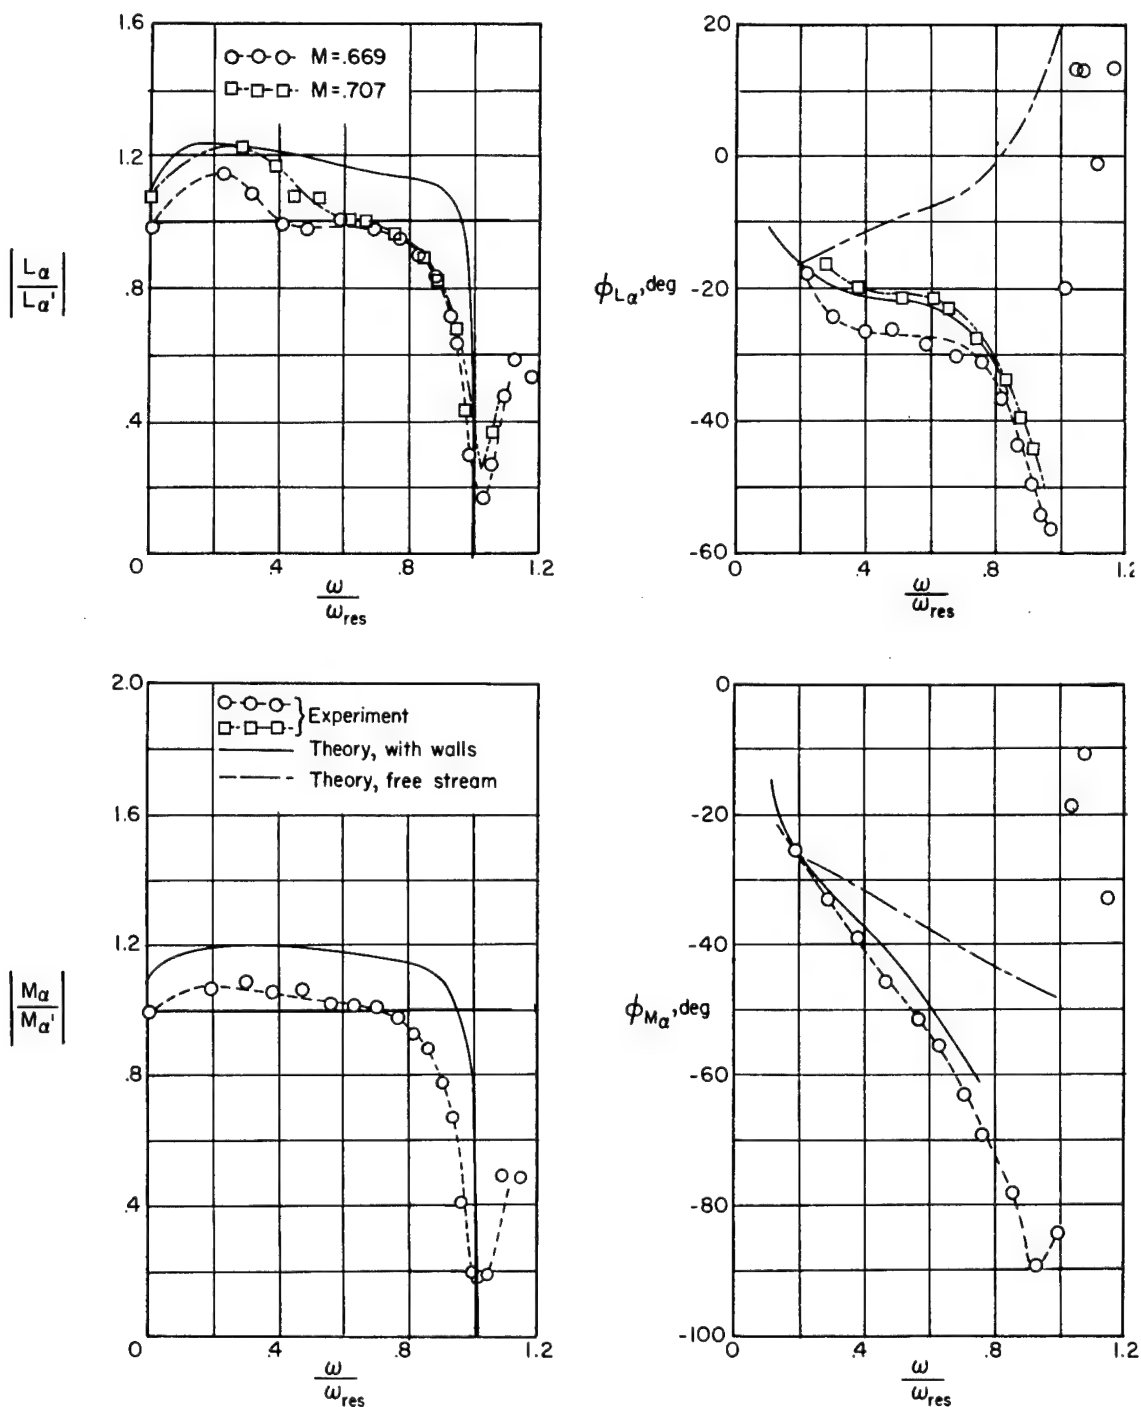 1.6
1.2
.8
.4
0
M=.669
M=.707
|Lα/Lα'|
0 .4 .8 1.2
ω/ωres
20
0
-20
-40
-60
ϕLα,deg
0 .4 .8
ω/ωres
2.0
1.6
1.2
.8
.4
0
Experiment
Theory, with walls
Theory, free stream
|Mα/Mα'|
.4 .8 1.2
ω/ωres
0
-20
-40
-60
-80
-100
ϕMα,deg
0 .4 .8 1.2
ω/ωres